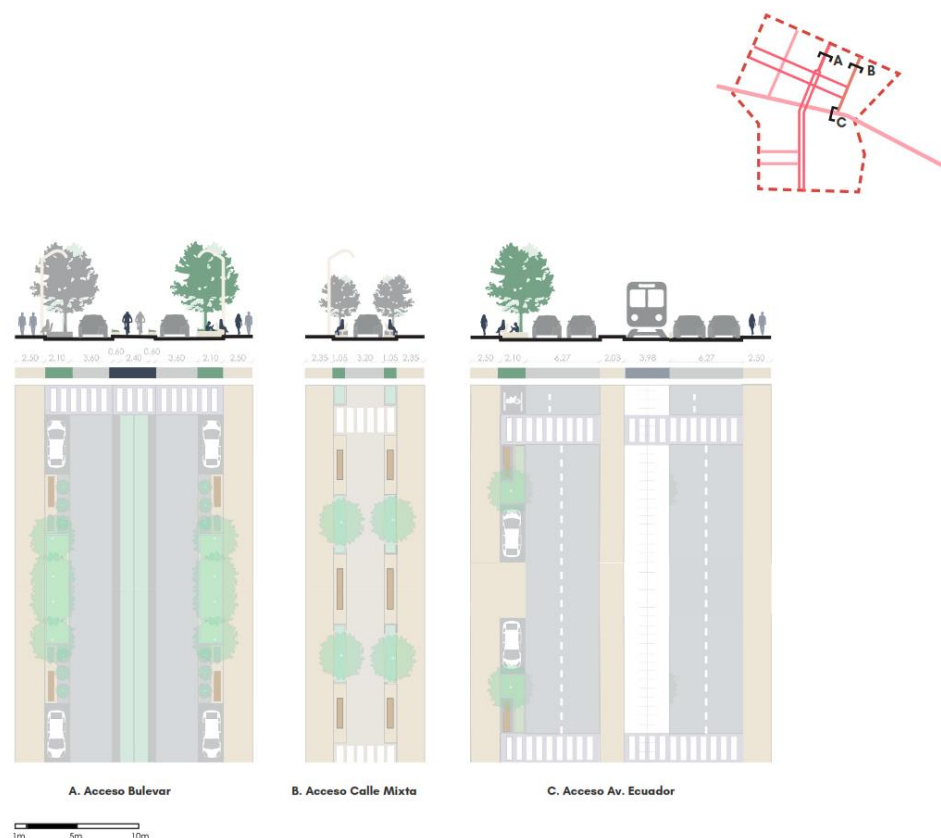 A
B
C
2.50 2.10 3.60 0.60 2.40 0.60 3.60 2.10 2.50
2.35 1.05 3.20 1.05 2.35
2.50 2.10 6.27 2.03 3.98 6.27 2.50
A. Acceso Bulevar
B. Acceso Calle Mixta
C. Acceso Av. Ecuador
1m 5m 10m